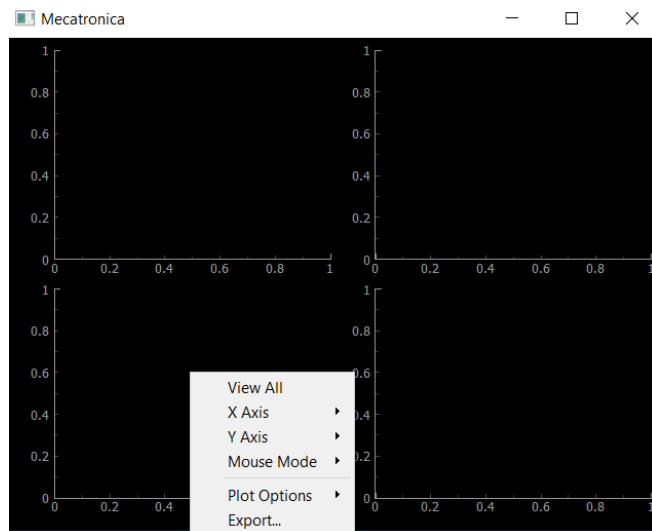 Mecatronica
1 1
0.8 0.8
0.6 0.6
0.4 0.4
0.2 0.2
0 0
0 0.2 0.4 0.6 0.8 1 0 0.2 0.4 0.6 0.8 1
1 1
0.8 0.8
0.6 0.6
View All
0.4 X Axis 0.4
Y Axis
0.2 Mouse Mode 0.2
0 Plot Options 0
0 0.2 0.4 0 0.2 0.4 0.6 0.8 1
Export...